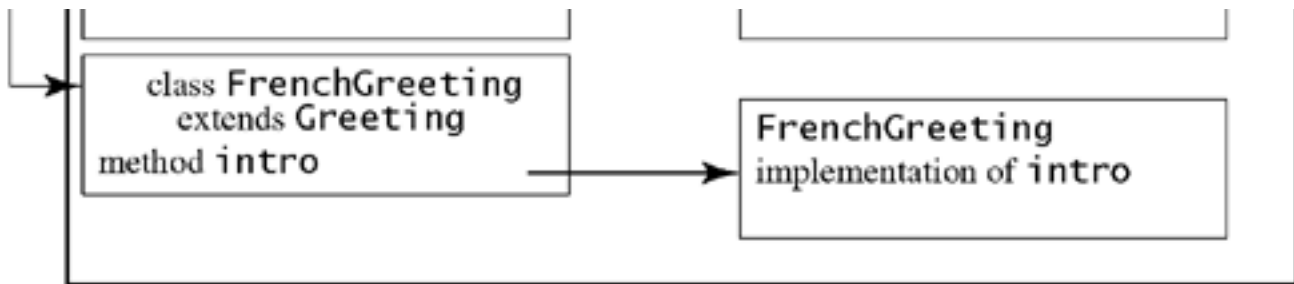 class FrenchGreeting
extends Greeting
method intro
FrenchGreeting
implementation of intro